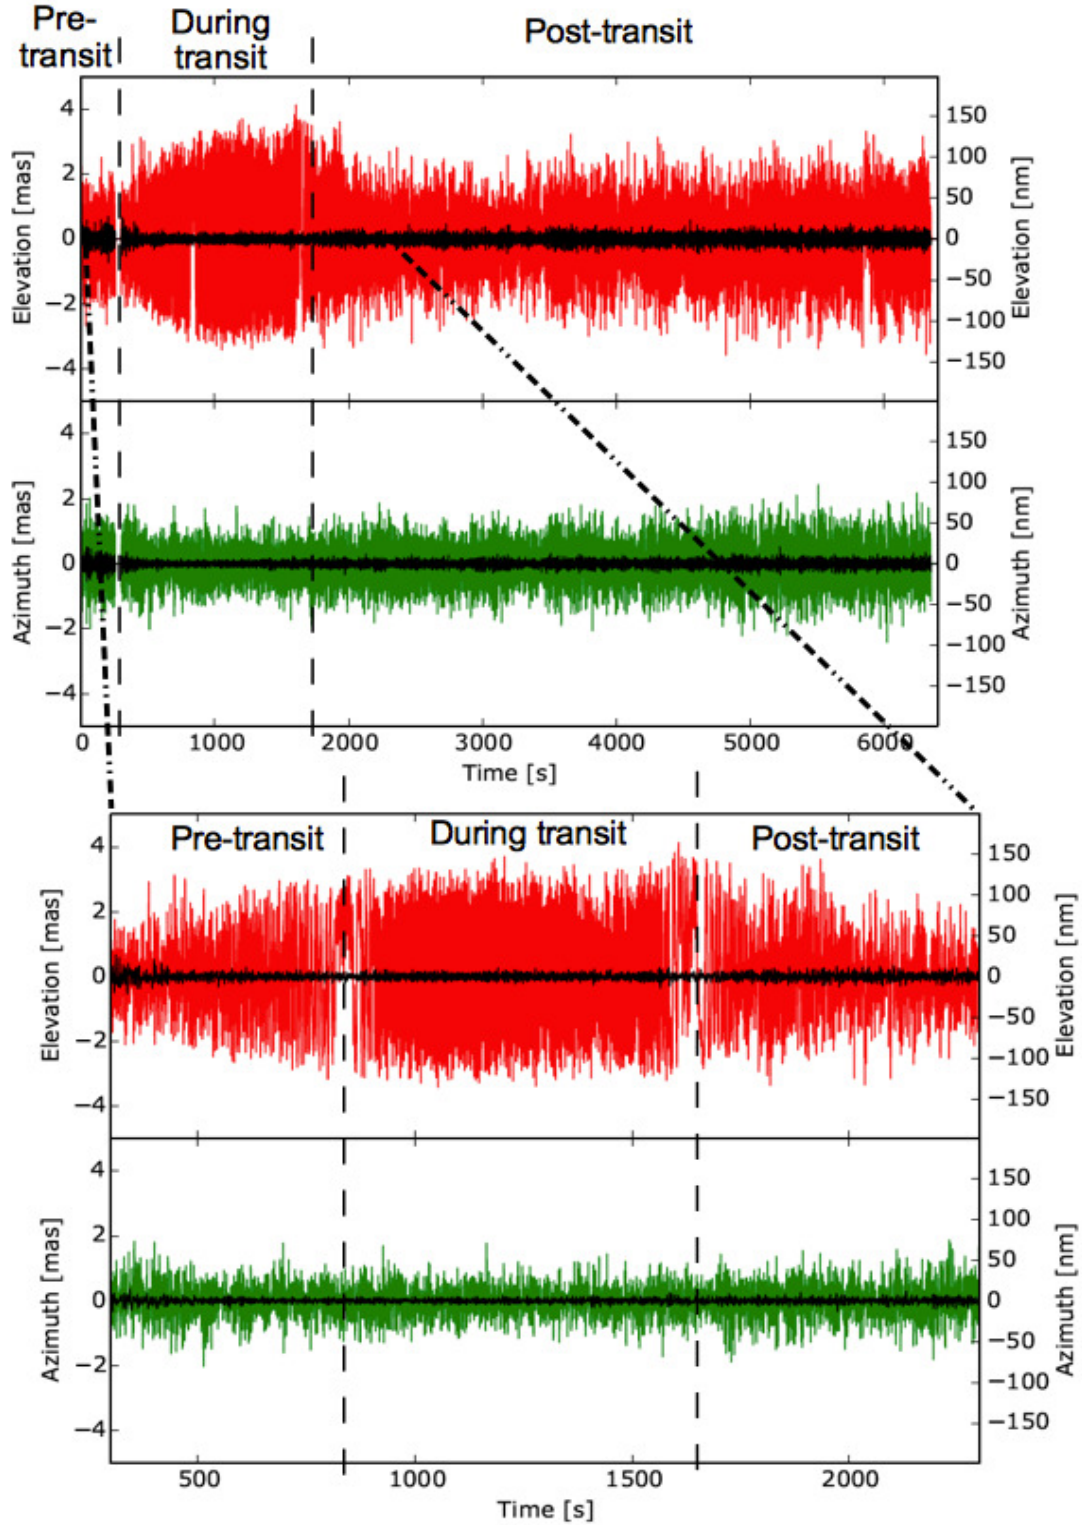 Pre-
transit
During
transit
Post-transit
4
2
0
−2
−4
Elevation [mas]
150
100
50
0
−50
−100
−150
Elevation [nm]
4
2
0
−2
−4
Azimuth [mas]
150
100
50
0
−50
−100
−150
Azimuth [nm]
0 1000 2000 3000 4000 5000 6000
Time [s]
Pre-transit During transit Post-transit
4
2
0
−2
−4
Elevation [mas]
150
100
50
0
−50
−100
−150
Elevation [nm]
4
2
0
−2
−4
Azimuth [mas]
150
100
50
0
−50
−100
−150
Azimuth [nm]
500 1000 1500 2000
Time [s]